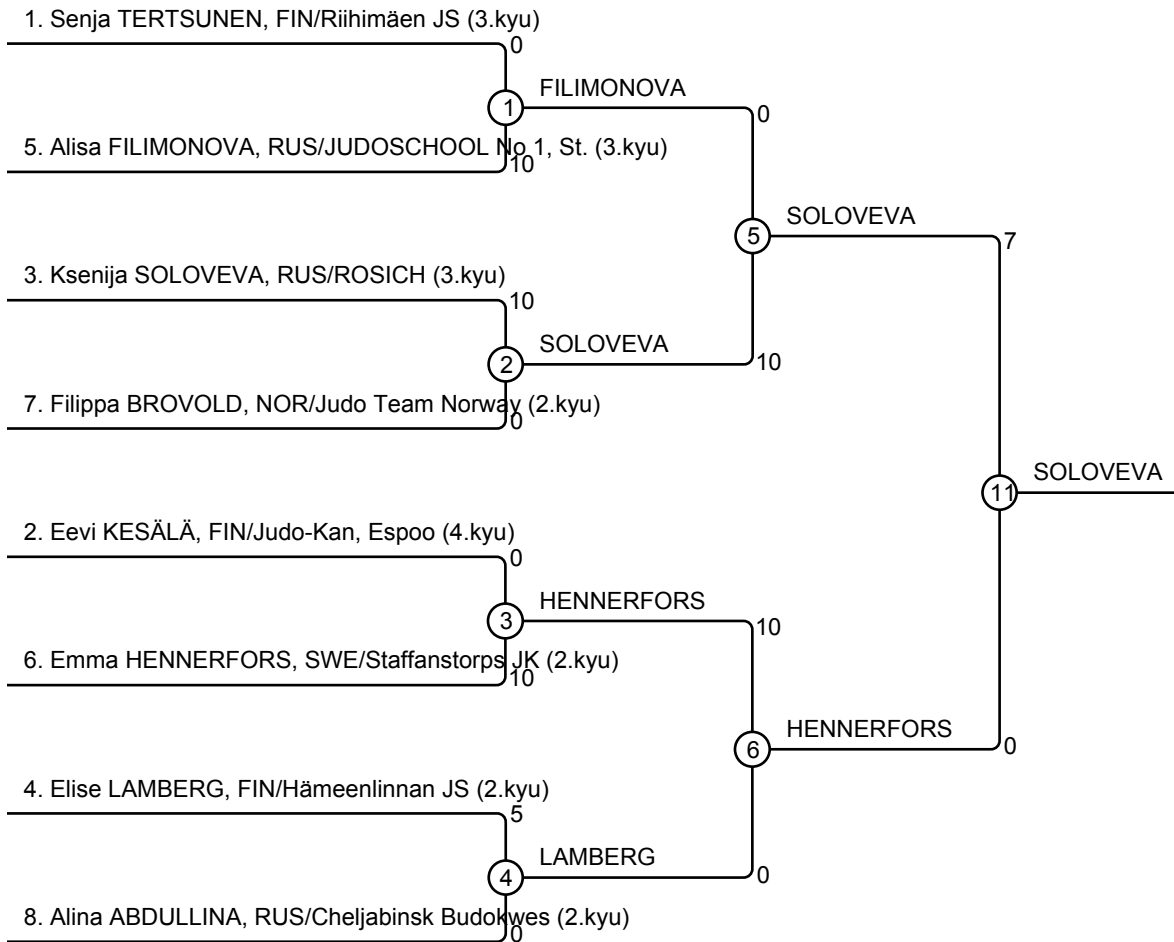 1. Senja TERTSUNEN, FIN/Riihimäen JS (3.kyu)
0
FILIMONOVA
1
0
5. Alisa FILIMONOVA, RUS/JUDOSCHOOL No 1, St. (3.kyu)
10
SOLOVEVA
5
7
3. Ksenija SOLOVEVA, RUS/ROSICH (3.kyu)
10
SOLOVEVA
2
10
7. Filippa BROVOLD, NOR/Judo Team Norway (2.kyu)
0
SOLOVEVA
11
2. Eevi KESÄLÄ, FIN/Judo-Kan, Espoo (4.kyu)
0
HENNERFORS
3
10
6. Emma HENNERFORS, SWE/Staffanstorps JK (2.kyu)
10
HENNERFORS
6
0
4. Elise LAMBERG, FIN/Hämeenlinnan JS (2.kyu)
5
LAMBERG
4
0
8. Alina ABDULLINA, RUS/Cheljabinsk Budokwes (2.kyu)
0